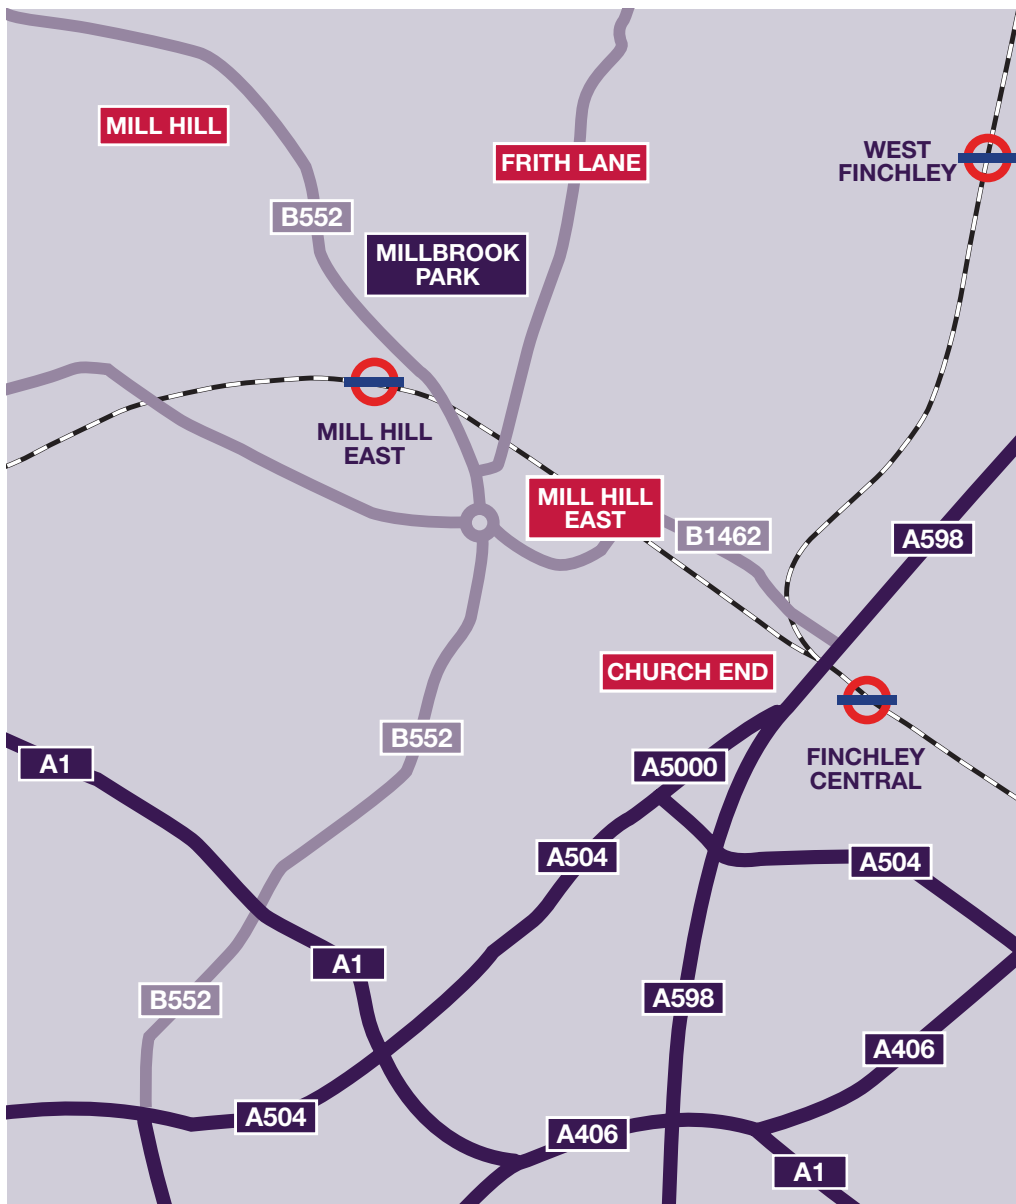 MILL HILL
FRITH LANE
WEST
FINCHLEY
B552
MILLBROOK
PARK
MILL HILL
EAST
MILL HILL
EAST
B1462
A598
CHURCH END
B552
A1
A5000
FINCHLEY
CENTRAL
A504
A504
A1
B552
A598
A406
A504
A406
A1